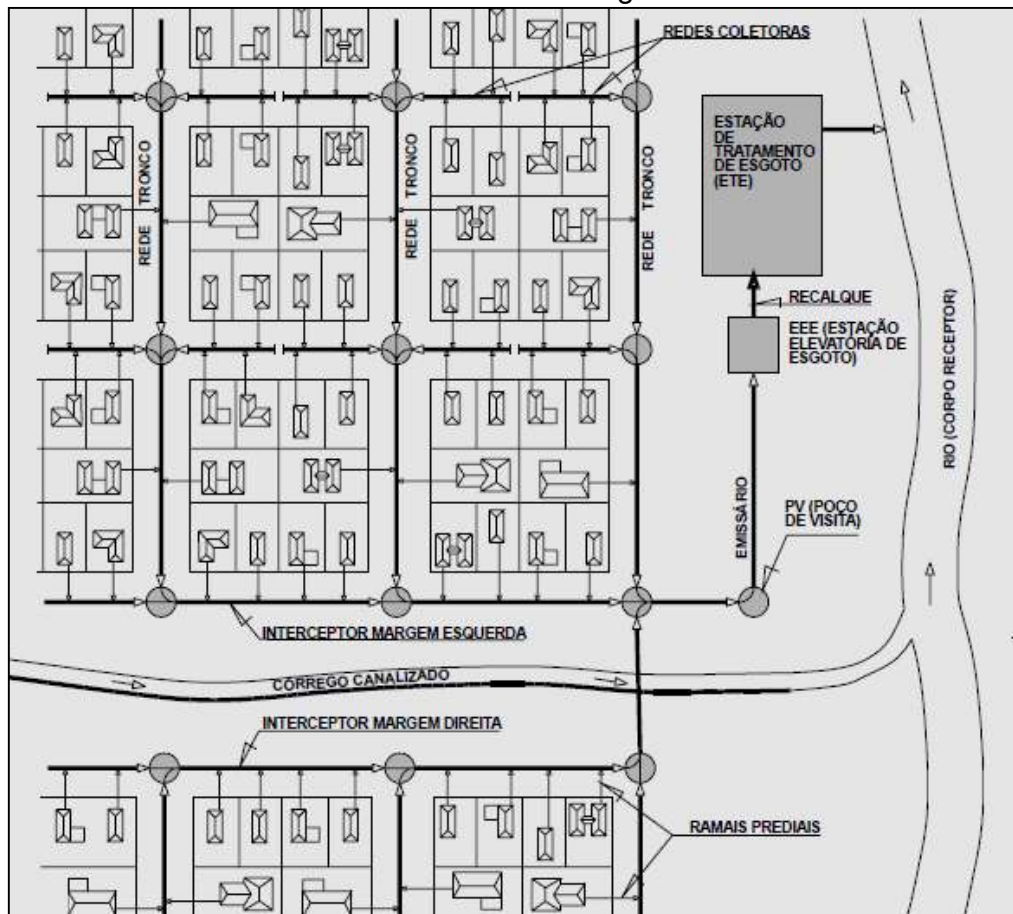 REDES COLETORAS
ESTAÇÃO
DE
TRATAMENTO
DE ESGOTO
(ETE)
REDE TRONCO
REDE TRONCO
REDE TRONCO
RECALQUE
EEE (ESTAÇÃO
ELEVATÓRIA DE
ESGOTO)
RIO (CORPO RECEPTOR)
EMISSÁRIO
PV (POÇO
DE VISITA)
INTERCEPTOR MARGEM ESQUERDA
CÓRREGO CANALIZADO
INTERCEPTOR MARGEM DIREITA
RAMAIS PREDIAIS